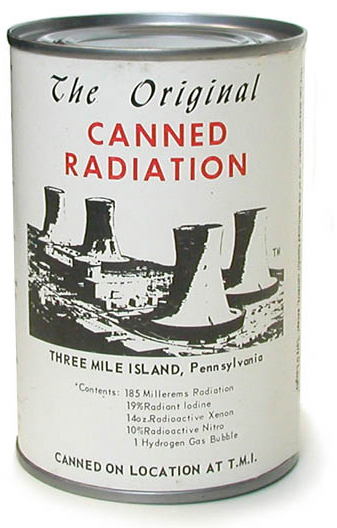 The Original
CANNED
RADIATION
TM
THREE MILE ISLAND, Pennsylvania
*Contents: 185 Millerems Radiation
19% Radiant Iodine
14oz. Radioactive Xenon
10% Radioactive Nitro
1 Hydrogen Gas Bubble
CANNED ON LOCATION AT T.M.I.